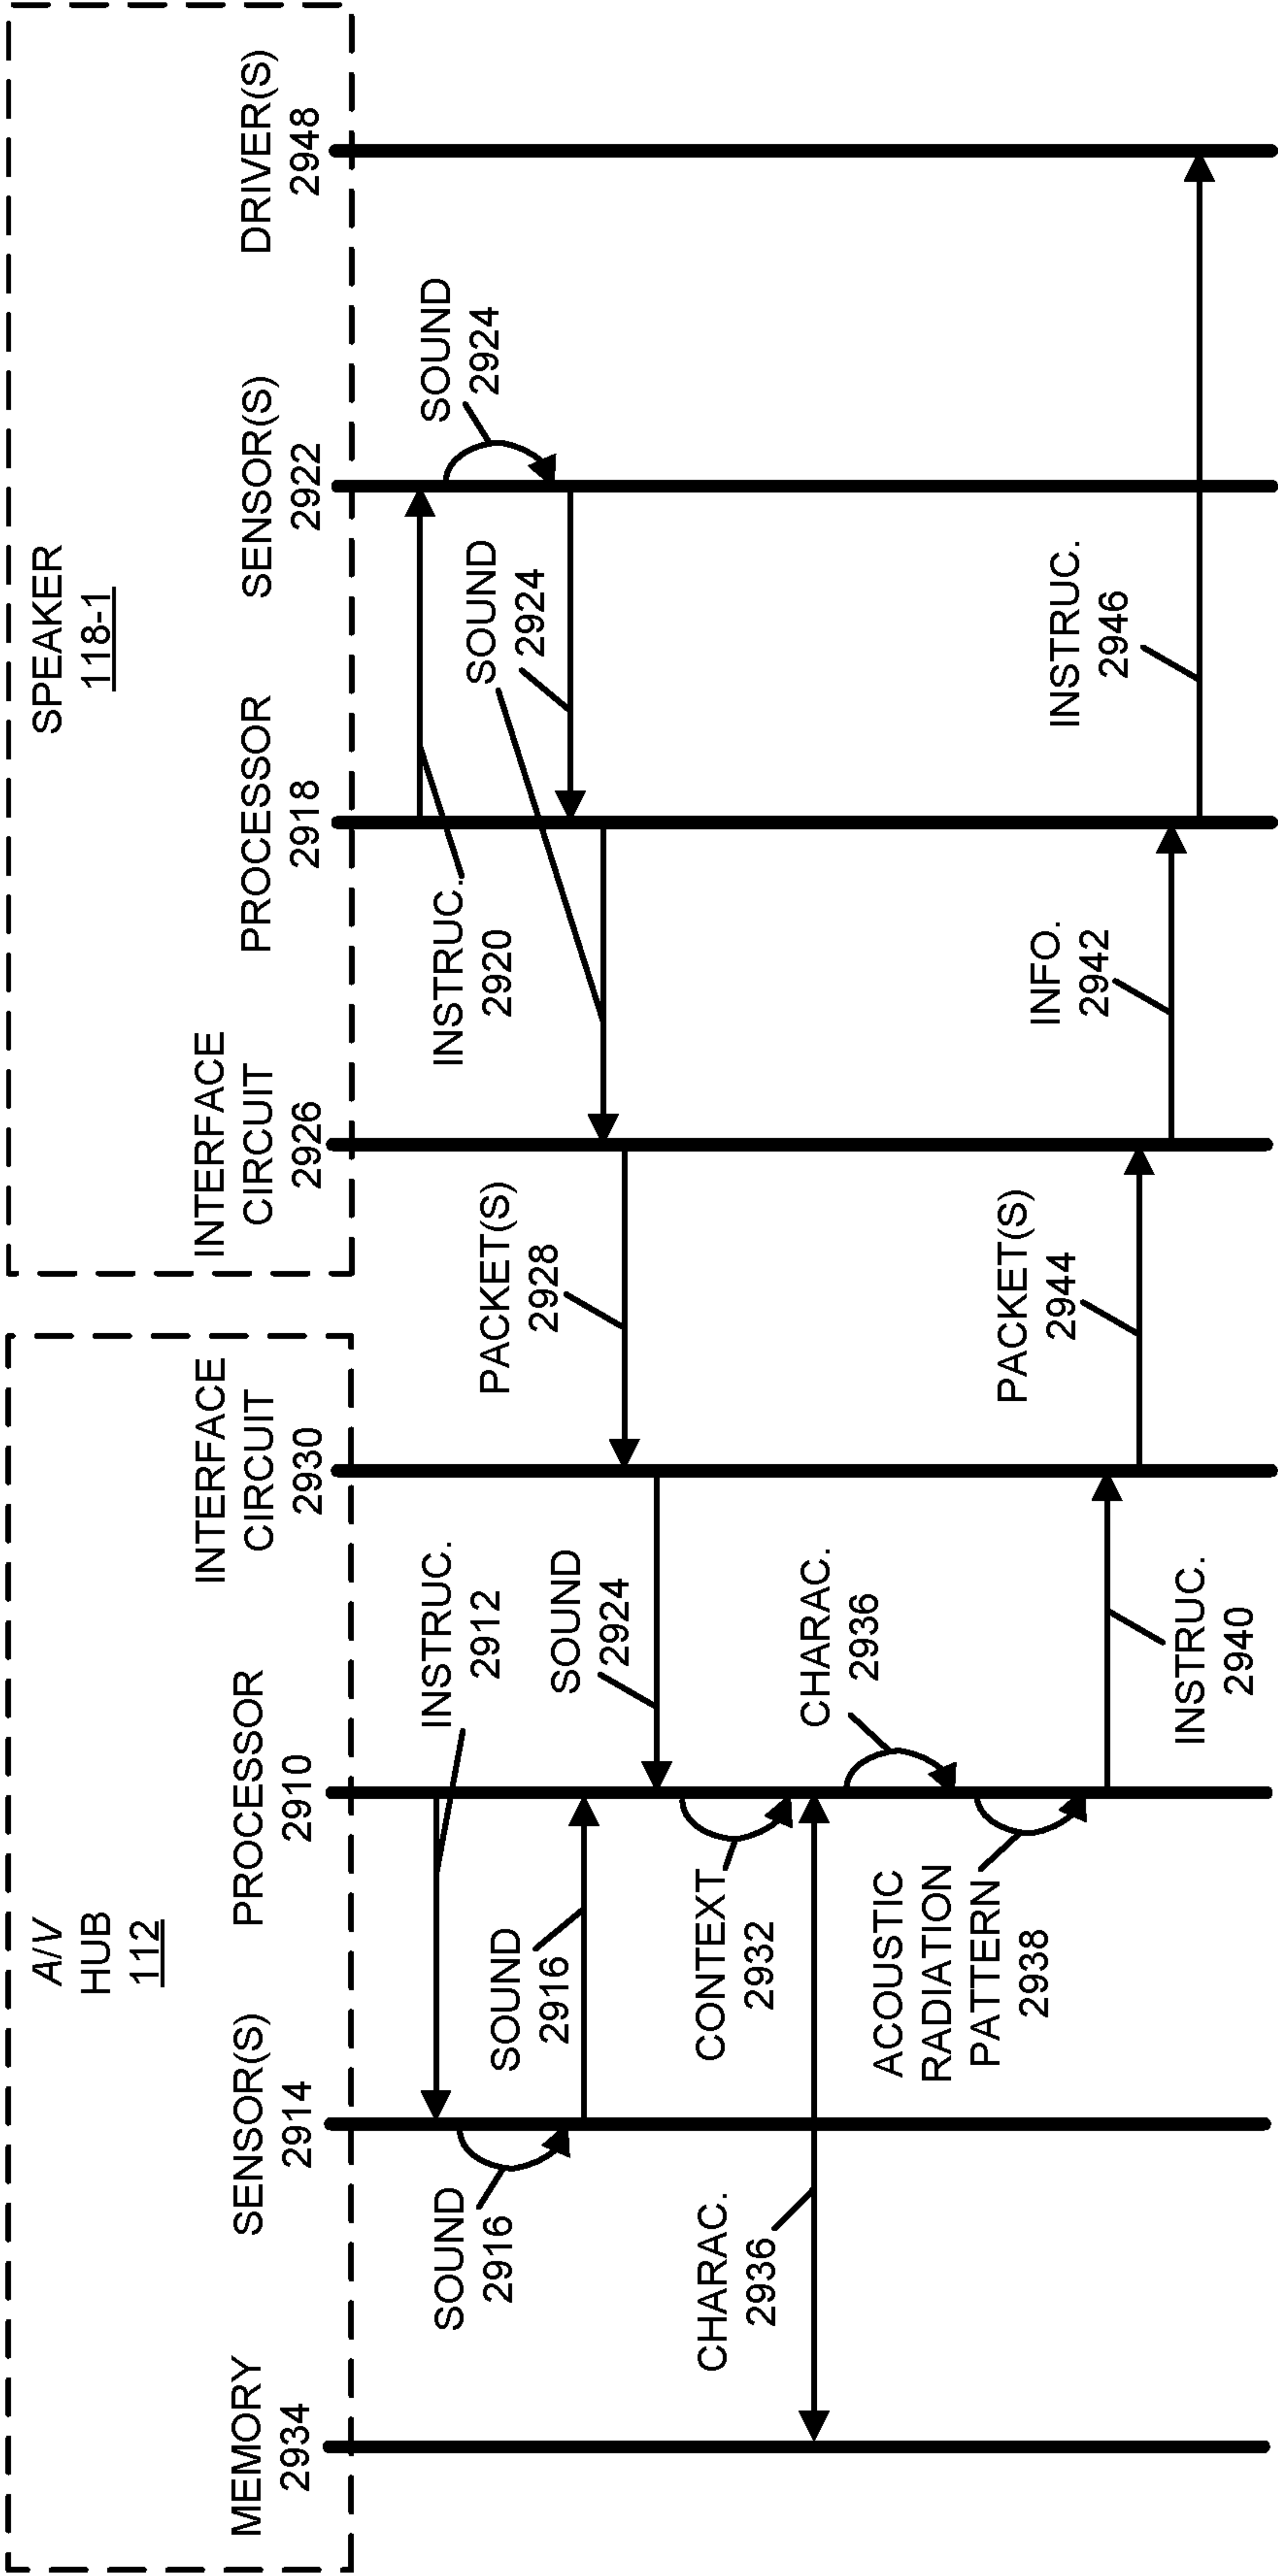 A/V
HUB
112
SPEAKER
118-1
MEMORY
2934
SENSOR(S)
2914
PROCESSOR
2910
INTERFACE
CIRCUIT
2930
INTERFACE
CIRCUIT
2926
PROCESSOR
2918
SENSOR(S)
2922
DRIVER(S)
2948
SOUND
2916
INSTRUC.
2912
SOUND
2916
INSTRUC.
2920
SOUND
2924
SOUND
2924
PACKET(S)
2928
SOUND
2924
CONTEXT
2932
CHARAC.
2936
CHARAC.
2936
ACOUSTIC
RADIATION
PATTERN
2938
INSTRUC.
2940
PACKET(S)
2944
INFO.
2942
INSTRUC.
2946